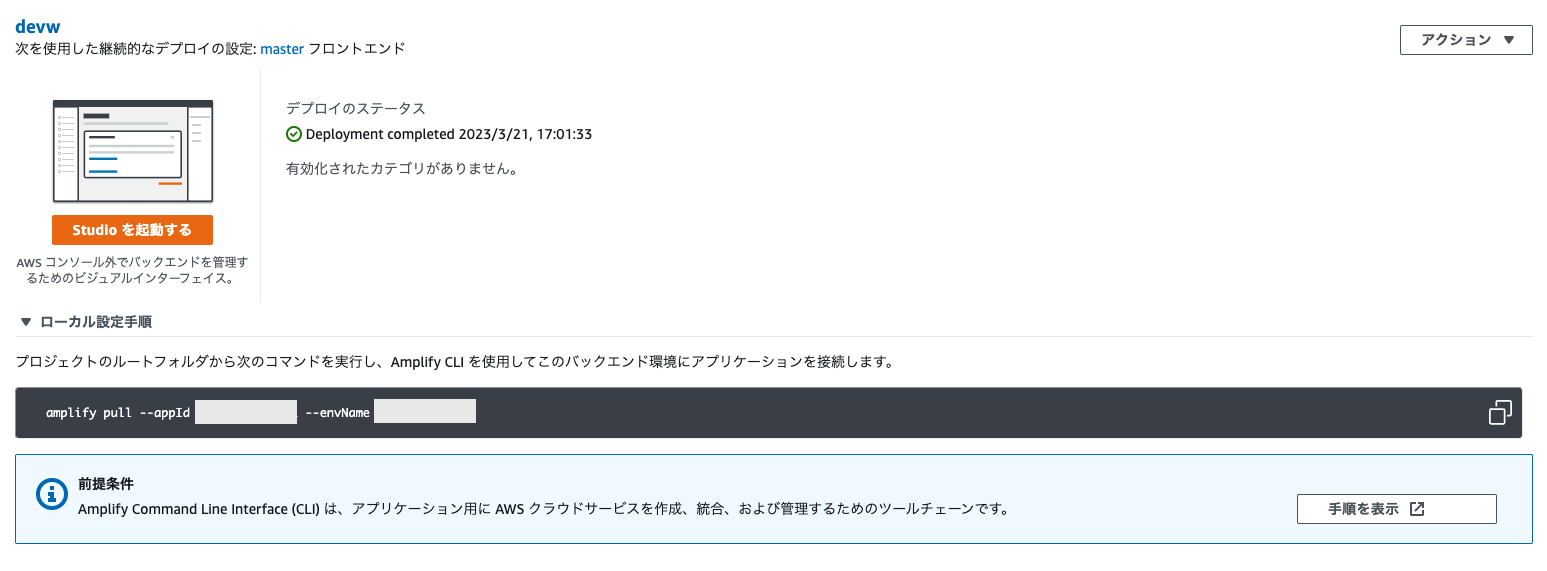 devw
次を使用した継続的なデプロイの設定: master フロントエンド
アクション
デプロイのステータス
Deployment completed 2023/3/21, 17:01:33
有効化されたカテゴリがありません。
Studio を起動する
AWS コンソール外でバックエンドを管理す
るためのビジュアルインターフェイス。
ローカル設定手順
プロジェクトのルートフォルダから次のコマンドを実行し、Amplify CLI を使用してこのバックエンド環境にアプリケーションを接続します。
amplify pull --appId --envName
前提条件
Amplify Command Line Interface (CLI) は、アプリケーション用に AWS クラウドサービスを作成、統合、および管理するためのツールチェーンです。
手順を表示